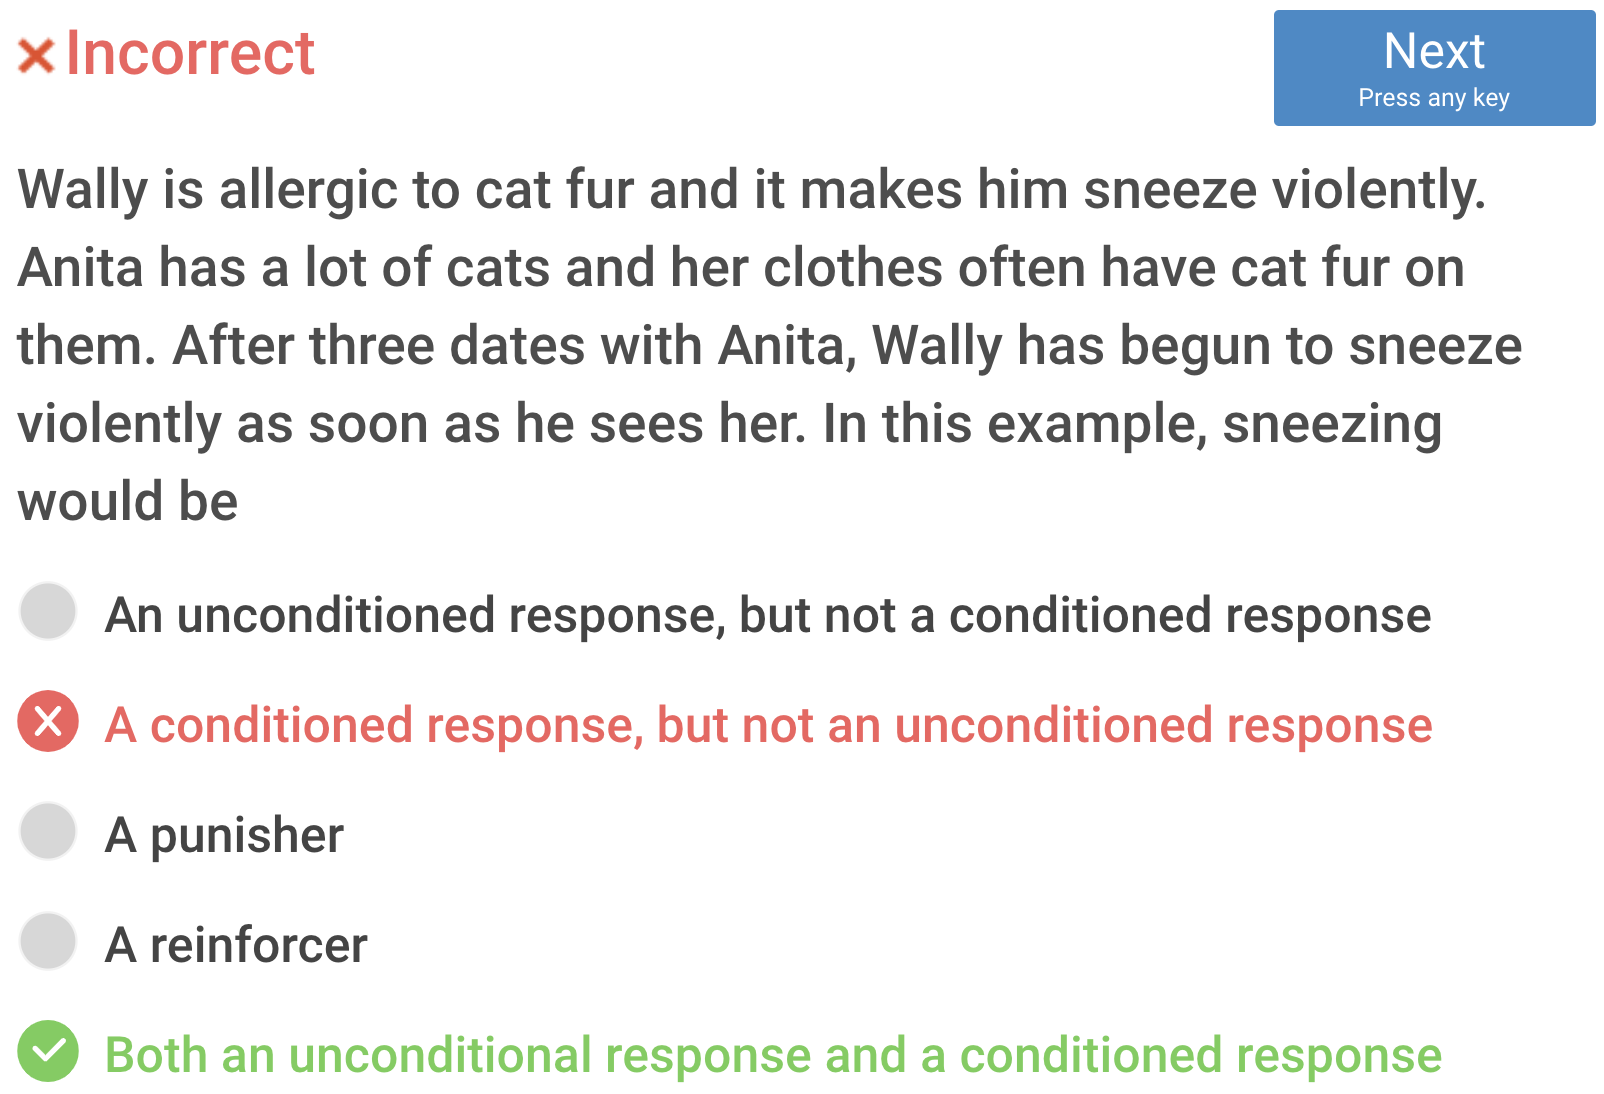 Incorrect
Next
Press any key
Wally is allergic to cat fur and it makes him sneeze violently.
Anita has a lot of cats and her clothes often have cat fur on
them. After three dates with Anita, Wally has begun to sneeze
violently as soon as he sees her. In this example, sneezing
would be
An unconditioned response, but not a conditioned response
A conditioned response, but not an unconditioned response
A punisher
A reinforcer
Both an unconditional response and a conditioned response